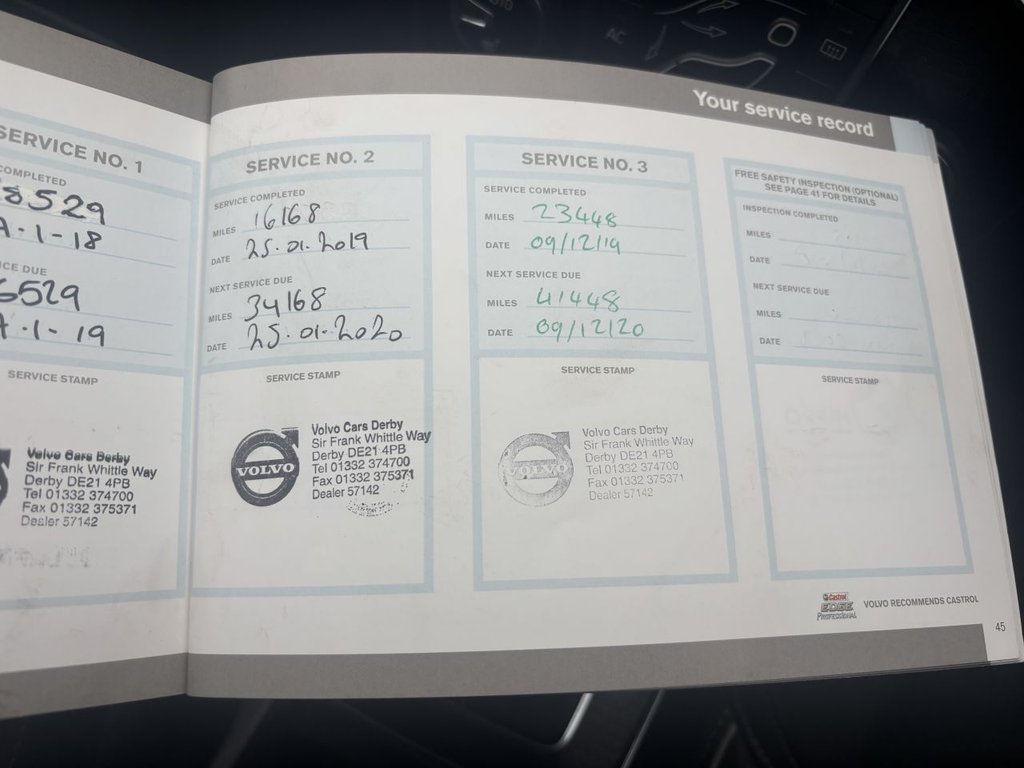 Your service record
SERVICE NO. 1
COMPLETED
8529
1-18
6529
1-19
SERVICE STAMP
Volvo Cars Derby
Sir Frank Whittle Way
Derby DE21 4PB
Tel 01332 374700
Fax 01332 375371
Dealer 57142
SERVICE NO. 2
SERVICE COMPLETED
MILES 16168
DATE 25.01.2019
NEXT SERVICE DUE
MILES 34168
DATE 25.01.2020
SERVICE STAMP
VOLVO
Volvo Cars Derby
Sir Frank Whittle Way
Derby DE21 4PB
Tel 01332 374700
Fax 01332 375371
Dealer 57142
SERVICE NO. 3
SERVICE COMPLETED
MILES 23448
DATE 09/12/19
NEXT SERVICE DUE
MILES 41448
DATE 09/12/20
SERVICE STAMP
VOLVO
Volvo Cars Derby
Sir Frank Whittle Way
Derby DE21 4PB
Tel 01332 374700
Fax 01332 375371
Dealer 57142
FREE SAFETY INSPECTION (OPTIONAL)
SEE PAGE 41 FOR DETAILS
INSPECTION COMPLETED
MILES
DATE
NEXT SERVICE DUE
MILES
DATE
SERVICE STAMP
Castrol
EDGE
PROFESSIONAL
VOLVO RECOMMENDS CASTROL
45
AC